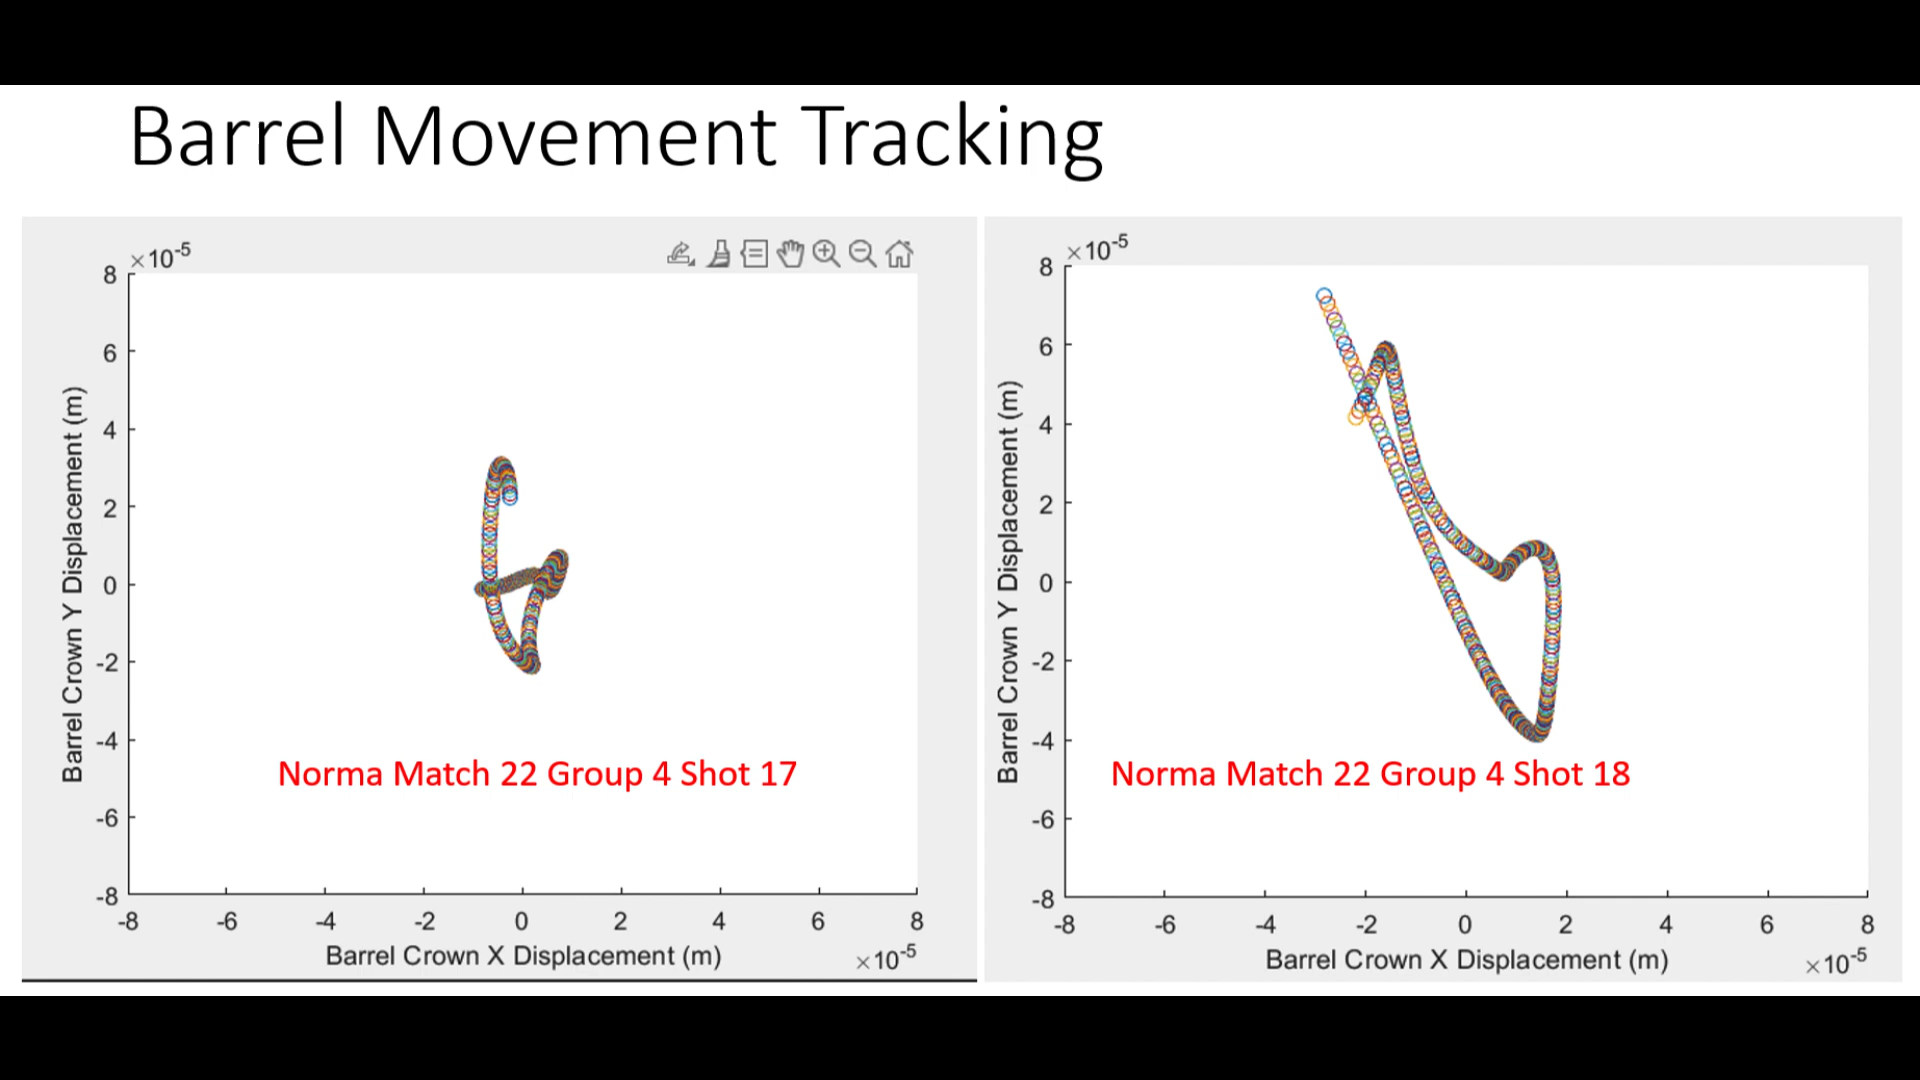 Barrel Movement Tracking
×10-5
8
6
4
2
0
-2
-4
-6
-8
Barrel Crown Y Displacement (m)
Norma Match 22 Group 4 Shot 17
-8 -6 -4 -2 0 2 4 6 8
Barrel Crown X Displacement (m)
×10-5
×10-5
8
6
4
2
0
-2
-4
-6
-8
Barrel Crown Y Displacement (m)
Norma Match 22 Group 4 Shot 18
-8 -6 -4 -2 0 2 4 6 8
Barrel Crown X Displacement (m)
×10-5